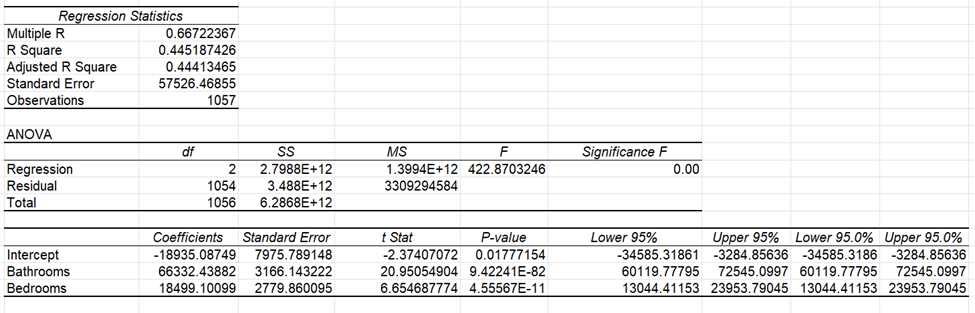 Regression Statistics
Multiple R 0.66722367
R Square 0.445187426
Adjusted R Square 0.44413465
Standard Error 57526.46855
Observations 1057
ANOVA
df SS MS F Significance F
Regression 2 2.7988E+12 1.3994E+12 422.8703246 0.00
Residual 1054 3.488E+12 3309294584
Total 1056 6.2868E+12
Coefficients Standard Error t Stat P-value Lower 95% Upper 95% Lower 95.0% Upper 95.0%
Intercept -18935.08749 7975.789148 -2.37407072 0.01777154 -34585.31861 -3284.85636 -34585.3186 -3284.85636
Bathrooms 66332.43882 3166.143222 20.95054904 9.42241E-82 60119.77795 72545.0997 60119.77795 72545.0997
Bedrooms 18499.10099 2779.860095 6.654687774 4.55567E-11 13044.41153 23953.79045 13044.41153 23953.79045